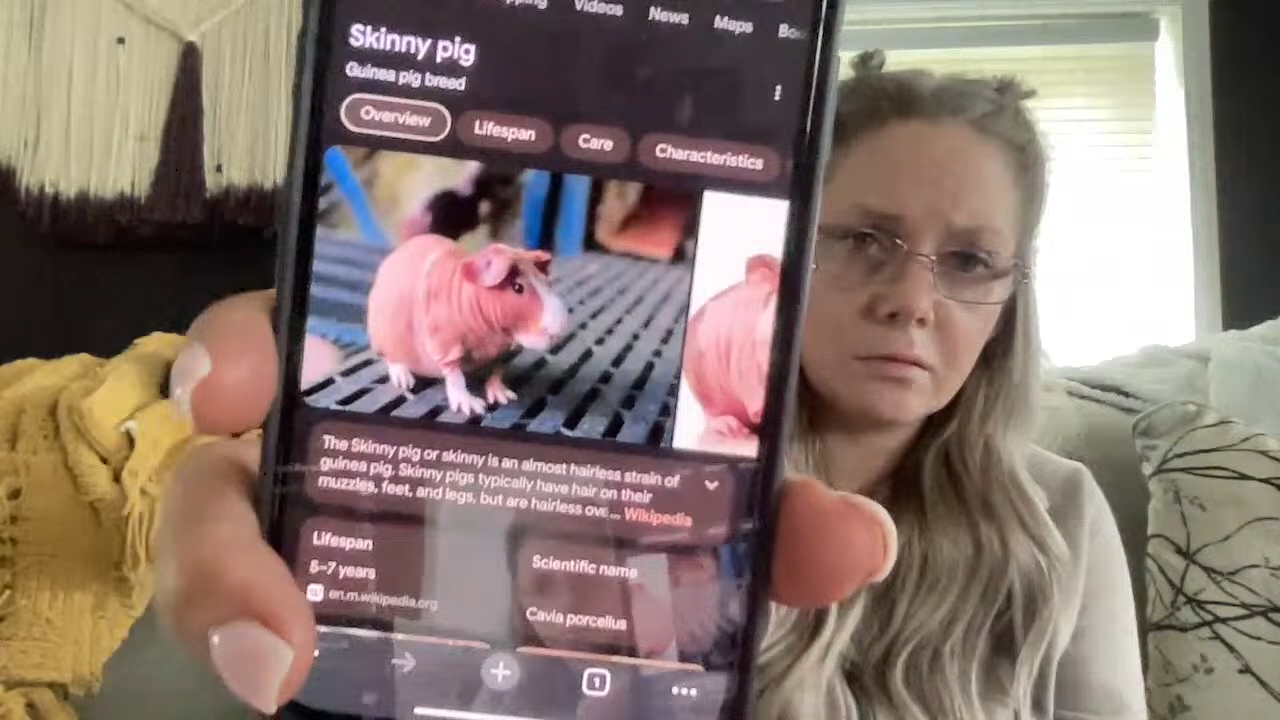 Videos
News
Maps
Skinny pig
Guinea pig breed
Overview
Lifespan
Care
Characteristics
The Skinny pig or skinny is an almost hairless strain of
guinea pig. Skinny pigs typically have hair on their
muzzles, feet, and legs, but are hairless ove... Wikipedia
Lifespan
5–7 years
en.m.wikipedia.org
Scientific name
Cavia porcellus
1